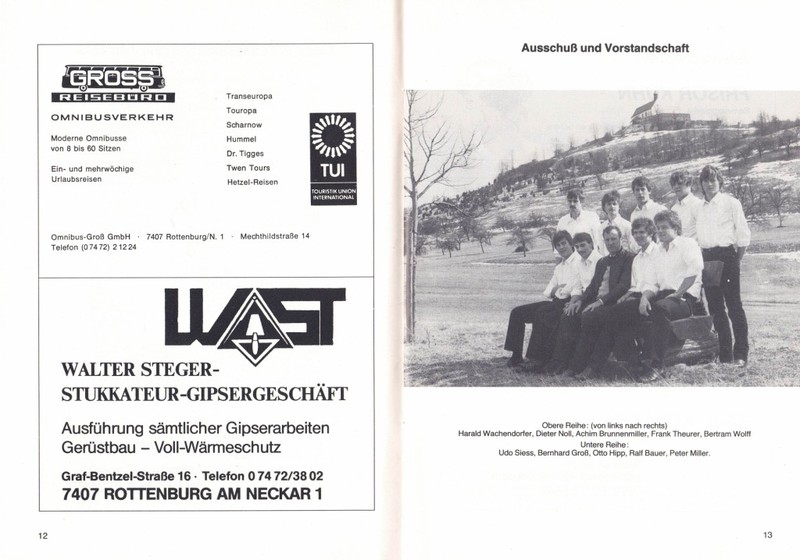 GROSS
REISEBÜRO
OMNIBUSVERKEHR
Moderne Omnibusse
von 8 bis 60 Sitzen
Ein- und mehrwöchige
Urlaubsreisen
Transeuropa
Touropa
Scharnow
Hummel
Dr. Tigges
Twen Tours
Hetzel-Reisen
TUI
TOURISTIK UNION
INTERNATIONAL
Omnibus-Groß GmbH · 7407 Rottenburg/N. 1 · Mechthildstraße 14
Telefon (0 74 72) 2 12 24
WAST
WALTER STEGER-
STUKKATEUR-GIPSERGESCHÄFT
Ausführung sämtlicher Gipserarbeiten
Gerüstbau – Voll-Wärmeschutz
Graf-Bentzel-Straße 16 · Telefon 0 74 72/38 02
7407 ROTTENBURG AM NECKAR 1
12
Ausschuß und Vorstandschaft
Obere Reihe: (von links nach rechts)
Harald Wachendorfer, Dieter Noll, Achim Brunnenmiller, Frank Theurer, Bertram Wolff
Untere Reihe:
Udo Siess, Bernhard Groß, Otto Hipp, Ralf Bauer, Peter Miller.
13